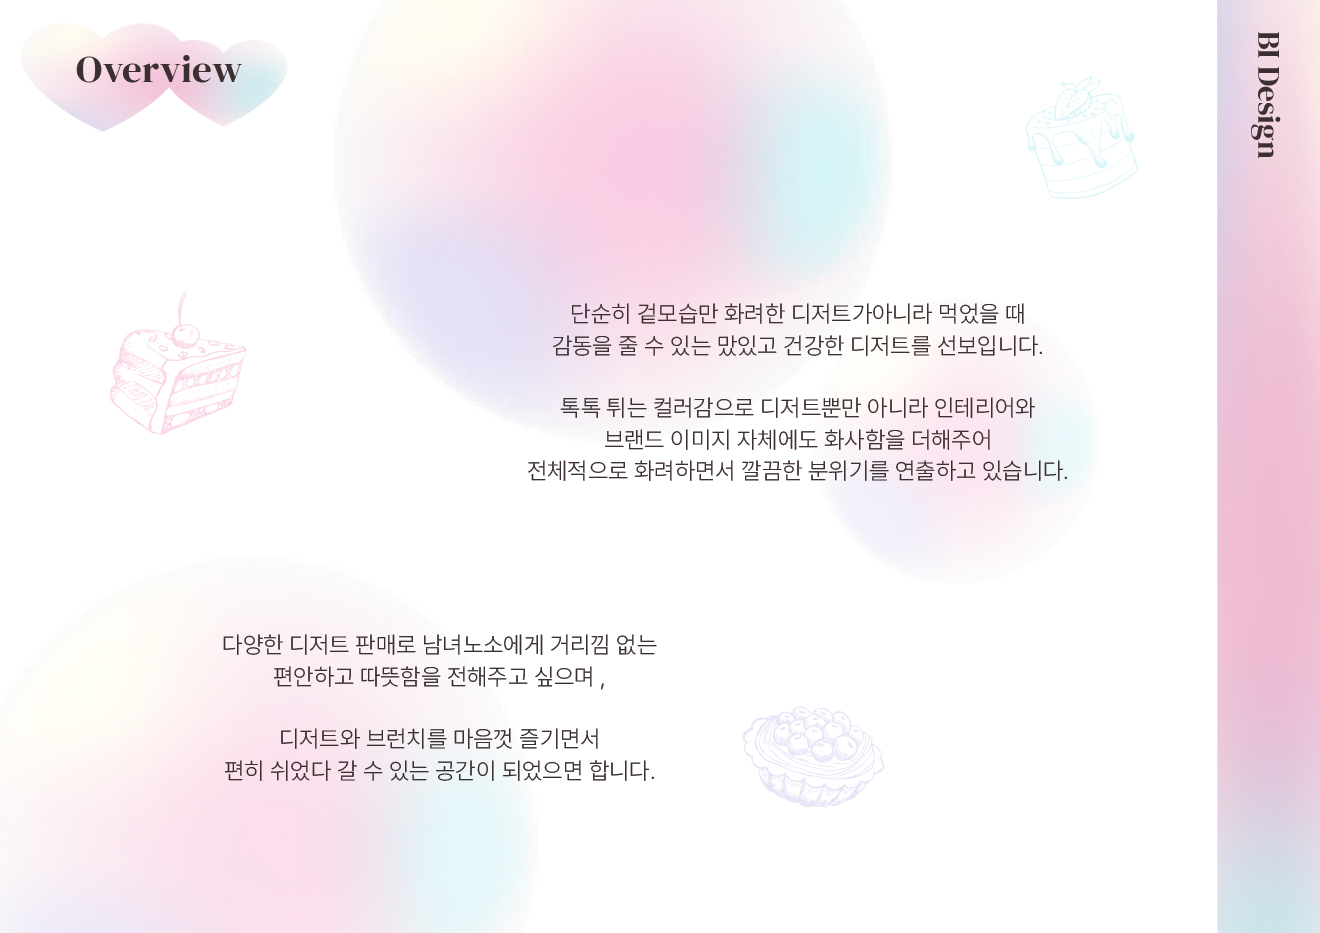 Overview
BI Design
단순히 겉모습만 화려한 디저트가아니라 먹었을 때
감동을 줄 수 있는 맛있고 건강한 디저트를 선보입니다.
톡톡 튀는 컬러감으로 디저트뿐만 아니라 인테리어와
브랜드 이미지 자체에도 화사함을 더해주어
전체적으로 화려하면서 깔끔한 분위기를 연출하고 있습니다.
다양한 디저트 판매로 남녀노소에게 거리낌 없는
편안하고 따뜻함을 전해주고 싶으며 ,
디저트와 브런치를 마음껏 즐기면서
편히 쉬었다 갈 수 있는 공간이 되었으면 합니다.